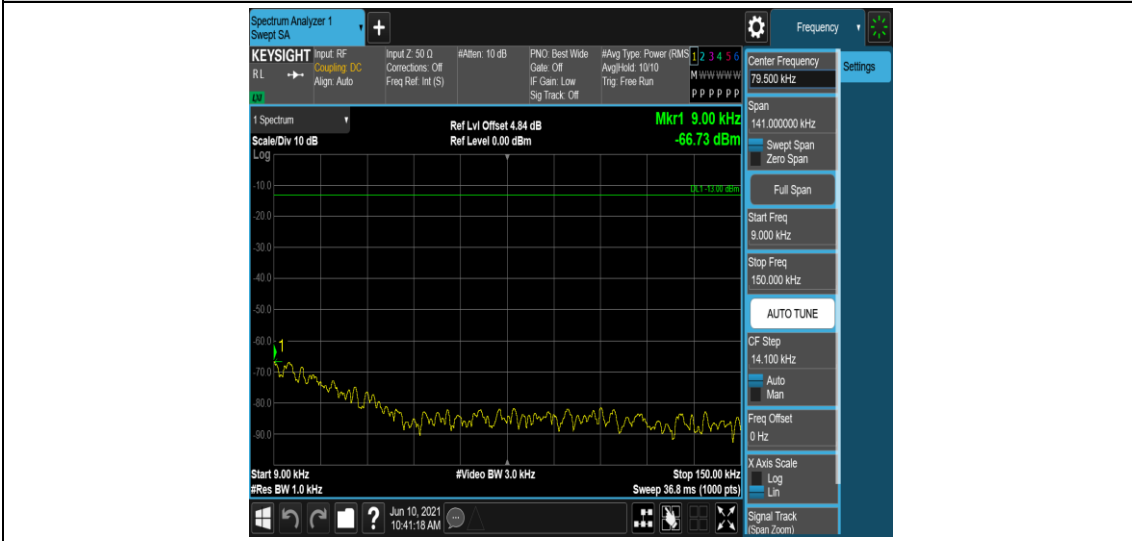 Spectrum Analyzer 1
Swept SA
Frequency
KEYSIGHT
RL
Input: RF
Coupling: DC
Align: Auto
Input Z: 50 Ω
Corrections: Off
Freq Ref: Int (S)
#Atten: 10 dB
PNO: Best Wide
Gate: Off
IF Gain: Low
Sig Track: Off
#Avg Type: Power (RMS
Avg|Hold: 10/10
Trig: Free Run
1 2 3 4 5 6
M W W W W W
P P P P P P
1 Spectrum
Scale/Div 10 dB
Log
Ref Lvl Offset 4.84 dB
Ref Level 0.00 dBm
Mkr1 9.00 kHz
-66.73 dBm
DL1 -13.00 dBm
-10.0
-20.0
-30.0
-40.0
-50.0
-60.0
1
-70.0
-80.0
-90.0
Start 9.00 kHz
#Res BW 1.0 kHz
#Video BW 3.0 kHz
Stop 150.00 kHz
Sweep 36.8 ms (1000 pts)
Jun 10, 2021
10:41:18 AM
Center Frequency
79.500 kHz
Settings
Span
141.000000 kHz
Swept Span
Zero Span
Full Span
Start Freq
9.000 kHz
Stop Freq
150.000 kHz
AUTO TUNE
CF Step
14.100 kHz
Auto
Man
Freq Offset
0 Hz
X Axis Scale
Log
Lin
Signal Track
(Span Zoom)